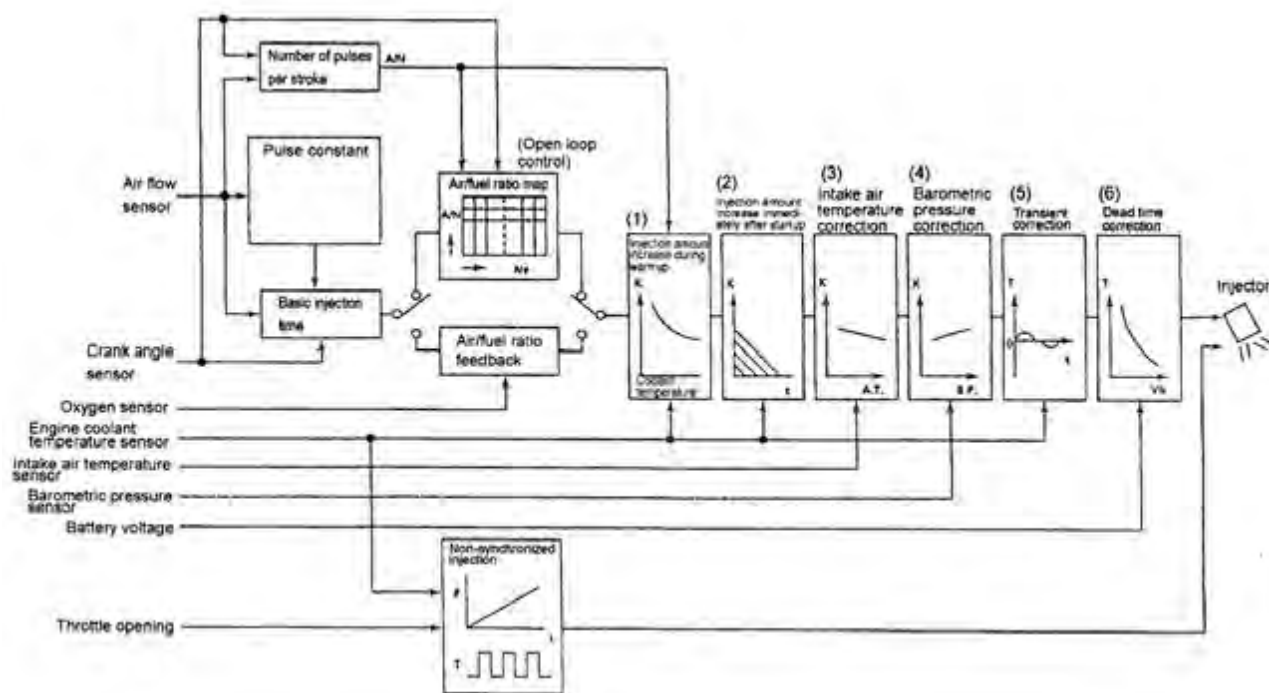 Number of pulses
per stroke
A/N
Pulse constant
(Open loop
control)
Air/fuel ratio map
A/N
Ne
Air flow
sensor
Basic injection
time
Air/fuel ratio
feedback
Crank angle
sensor
Oxygen sensor
Engine coolant
temperature sensor
Intake air temperature
sensor
Barometric pressure
sensor
Battery voltage
Throttle opening
(1)
Injection amount
increase during
warmup
K
Coolant
temperature
(2)
Injection amount
increase immedi-
ately after startup
K
t
(3)
Intake air
temperature
correction
K
A.T.
(4)
Barometric
pressure
correction
K
B.P.
(5)
Transient
correction
T
0
t
(6)
Dead time
correction
T
Injector
Non-synchronized
injection
t
T